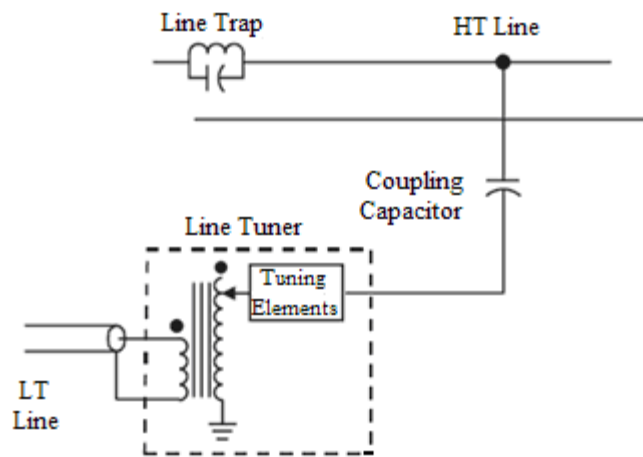 Line Trap
HT Line
Coupling
Capacitor
Line Tuner
Tuning
Elements
LT
Line